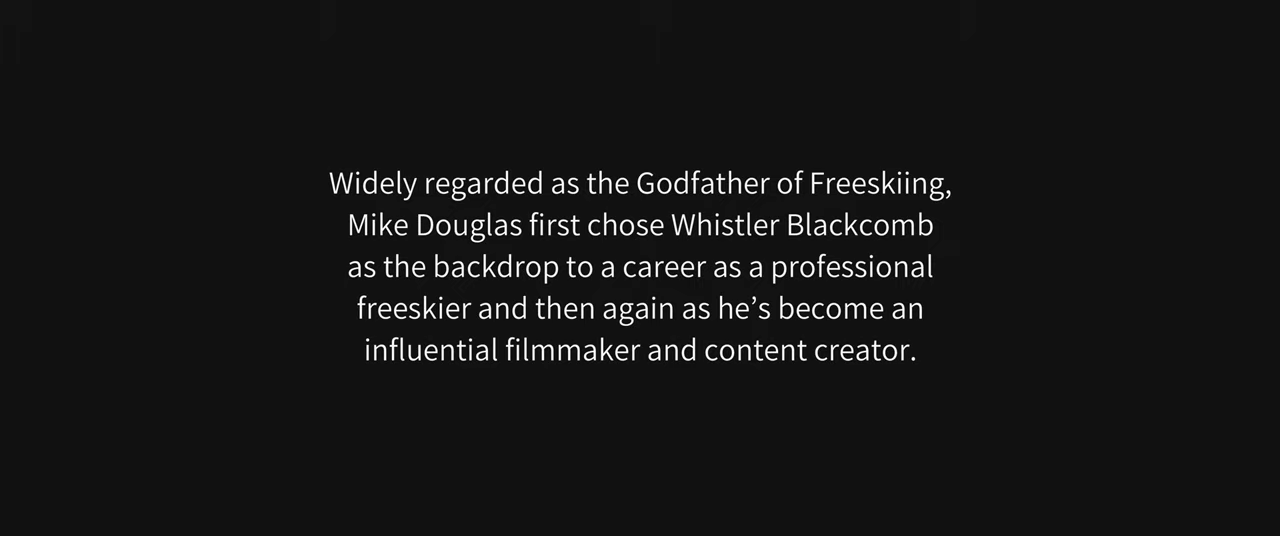 Widely regarded as the Godfather of Freeskiing,
Mike Douglas first chose Whistler Blackcomb
as the backdrop to a career as a professional
freeskier and then again as he’s become an
influential filmmaker and content creator.